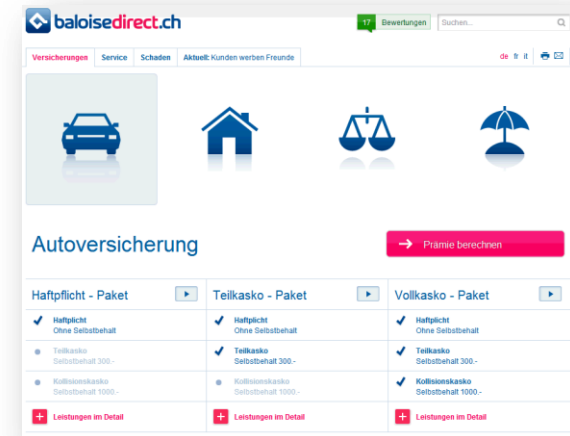 baloisedirect.ch
17 Bewertungen Suchen...
Versicherungen Service Schaden Aktuell: Kunden werben Freunde de fr it
Autoversicherung
Prämie berechnen
Haftpflicht - Paket Teilkasko - Paket Vollkasko - Paket
Haftplicht Haftplicht Haftplicht
Ohne Selbstbehalt Ohne Selbstbehalt Ohne Selbstbehalt
Teilkasko Teilkasko Teilkasko
Selbstbehalt 300.- Selbstbehalt 300.- Selbstbehalt 300.-
Kollisionskasko Kollisionskasko Kollisionskasko
Selbstbehalt 1000.- Selbstbehalt 1000.- Selbstbehalt 1000.-
Leistungen im Detail Leistungen im Detail Leistungen im Detail